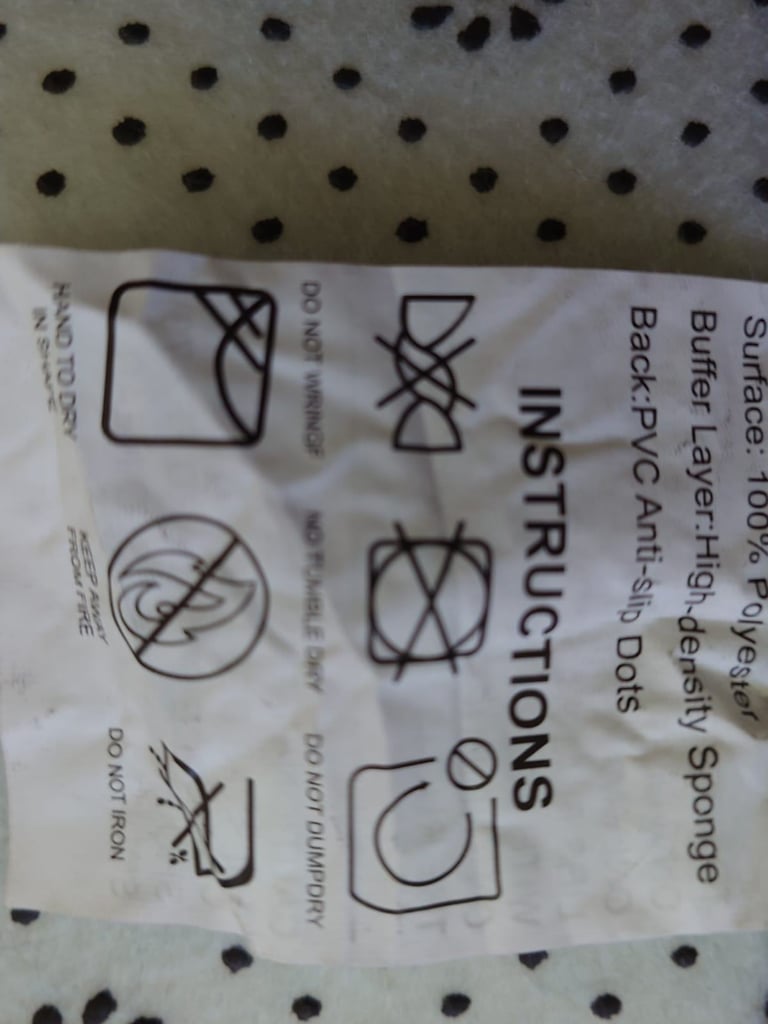 Surface: 100% Polyester
Buffer Layer:High-density Sponge
Back:PVC Anti-slip Dots
INSTRUCTIONS
DO NOT WRINGF
NO TUMBLE DRY
DO NOT DUMPDRY
HAND TO DRY
IN SHAPE
KEEP AWAY
FROM FIRE
DO NOT IRON